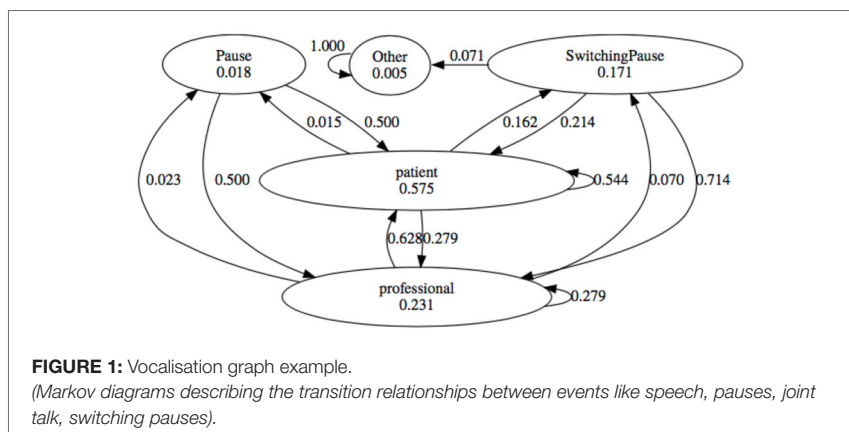 Pause
0.018
1.000
Other
0.005
0.071
SwitchingPause
0.171
0.015
0.500
0.162
0.214
0.023
0.500
patient
0.575
0.544
0.070
0.714
0.628
0.279
professional
0.231
0.279
FIGURE 1: Vocalisation graph example.
(Markov diagrams describing the transition relationships between events like speech, pauses, joint
talk, switching pauses).